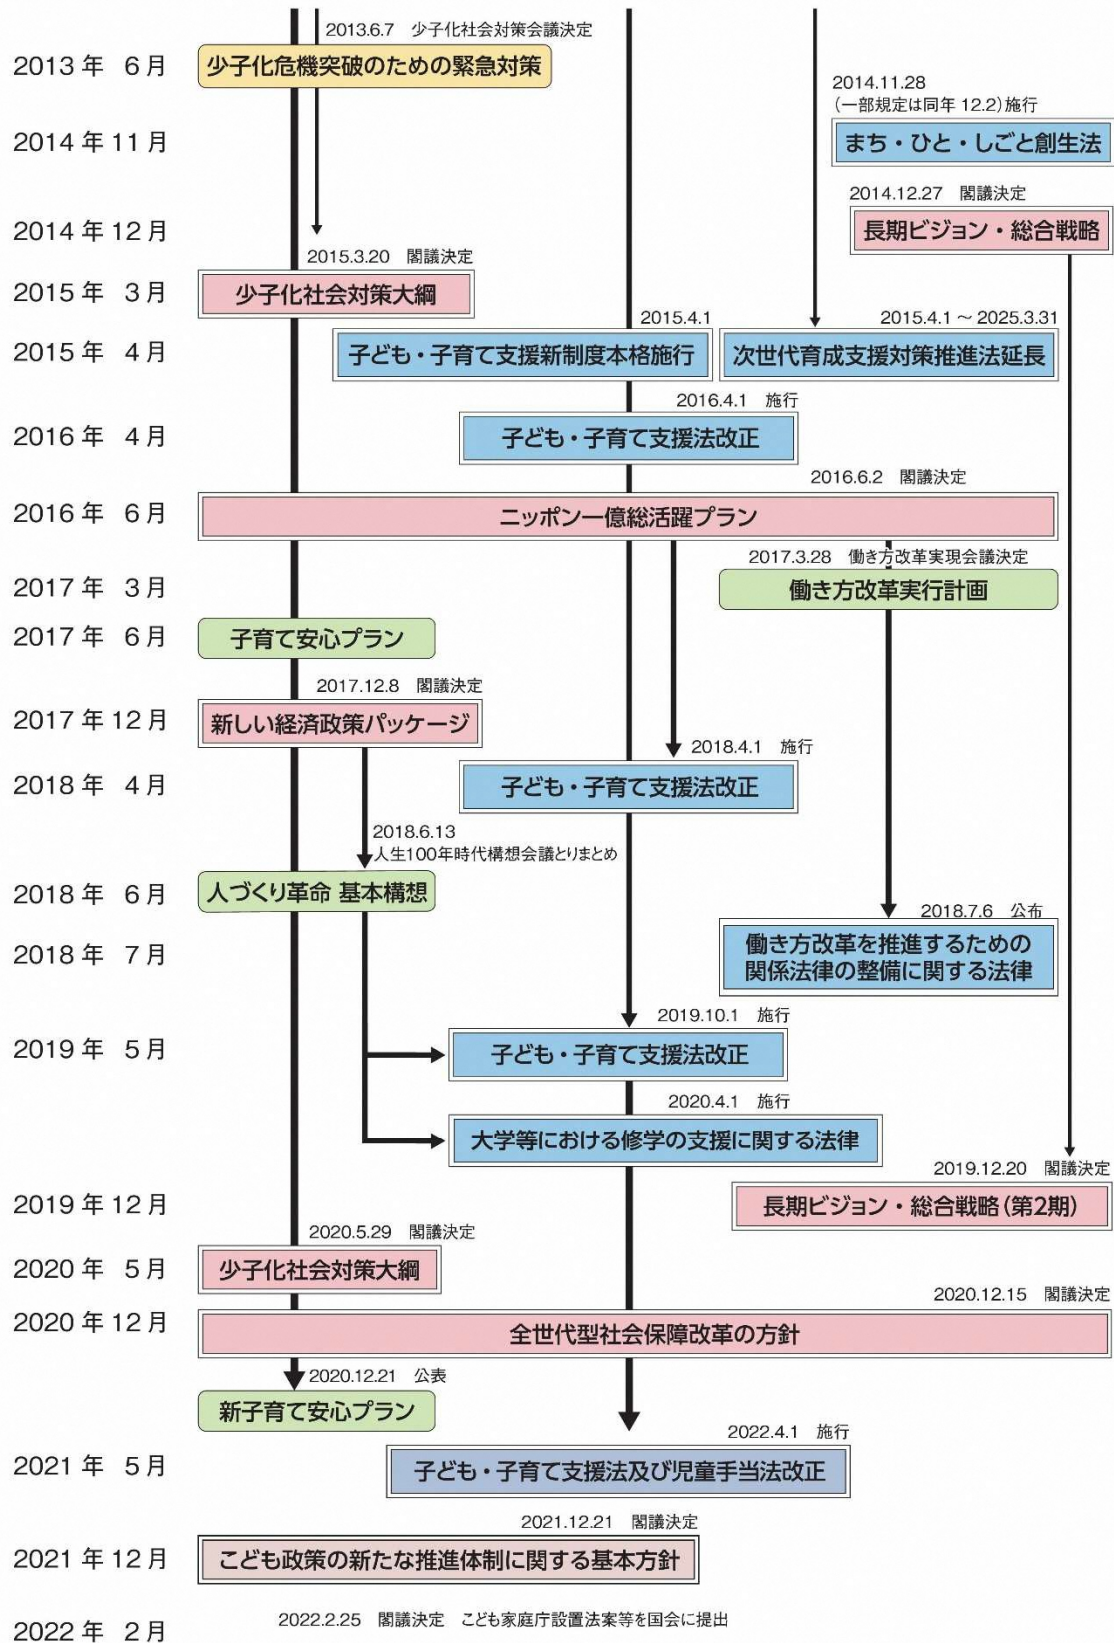 2013.6.7 少子化社会対策会議決定
2013年 6月
少子化危機突破のための緊急対策
2014.11.28
(一部規定は同年 12.2)施行
2014年11月
まち・ひと・しごと創生法
2014.12.27 閣議決定
2014年12月
長期ビジョン・総合戦略
2015.3.20 閣議決定
2015年 3月
少子化社会対策大綱
2015.4.1
2015.4.1 ～ 2025.3.31
2015年 4月
子ども・子育て支援新制度本格施行
次世代育成支援対策推進法延長
2016.4.1 施行
2016年 4月
子ども・子育て支援法改正
2016.6.2 閣議決定
2016年 6月
ニッポン一億総活躍プラン
2017.3.28 働き方改革実現会議決定
2017年 3月
働き方改革実行計画
2017年 6月
子育て安心プラン
2017.12.8 閣議決定
2017年12月
新しい経済政策パッケージ
2018.4.1 施行
2018年 4月
子ども・子育て支援法改正
2018.6.13
人生100年時代構想会議とりまとめ
2018年 6月
人づくり革命 基本構想
2018.7.6 公布
2018年 7月
働き方改革を推進するための
関係法律の整備に関する法律
2019.10.1 施行
2019年 5月
子ども・子育て支援法改正
2020.4.1 施行
大学等における修学の支援に関する法律
2019.12.20 閣議決定
2019年12月
長期ビジョン・総合戦略(第2期)
2020.5.29 閣議決定
2020年 5月
少子化社会対策大綱
2020.12.15 閣議決定
2020年12月
全世代型社会保障改革の方針
2020.12.21 公表
新子育て安心プラン
2022.4.1 施行
2021年 5月
子ども・子育て支援法及び児童手当法改正
2021.12.21 閣議決定
2021年12月
こども政策の新たな推進体制に関する基本方針
2022年 2月
2022.2.25 閣議決定 こども家庭庁設置法案等を国会に提出